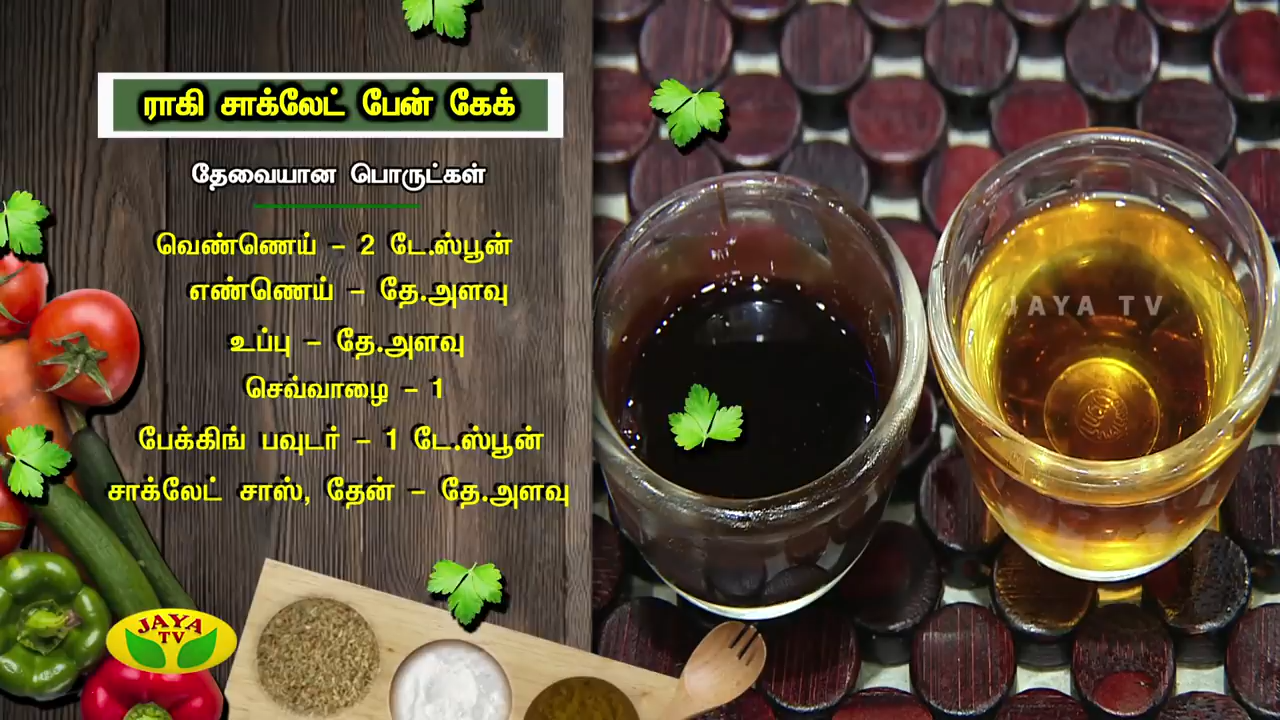 ராகி சாக்லேட் பேன் கேக்
தேவையான பொருட்கள்
வெண்ணெய் - 2 டே.ஸ்பூன்
எண்ணெய் - தே.அளவு
உப்பு - தே.அளவு
செவ்வாழை - 1
பேக்கிங் பவுடர் - 1 டே.ஸ்பூன்
சாக்லேட் சாஸ், தேன் - தே.அளவு
JAYA TV
JAYA
TV